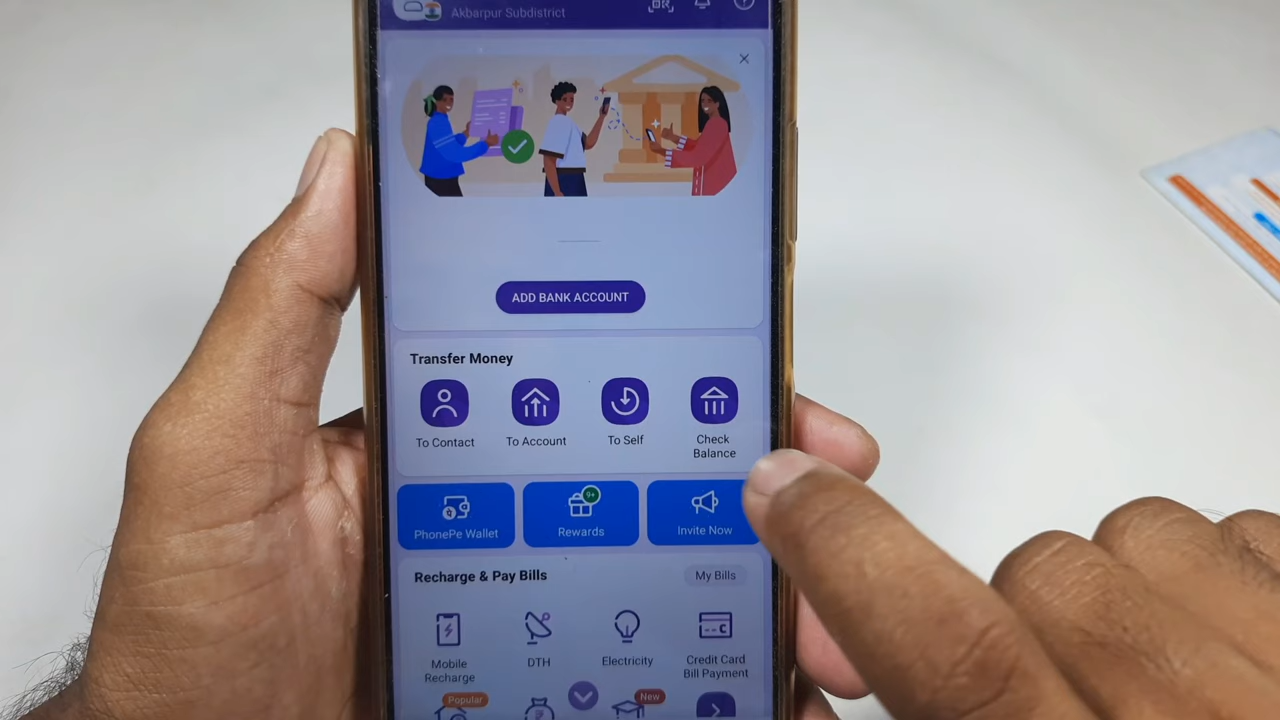 Akbarpur Subdistrict
ADD BANK ACCOUNT
Transfer Money
To Contact
To Account
To Self
Check
Balance
PhonePe Wallet
9+
Rewards
Invite Now
Recharge & Pay Bills
My Bills
Mobile
Recharge
DTH
Electricity
Credit Card
Bill Payment
Popular
New